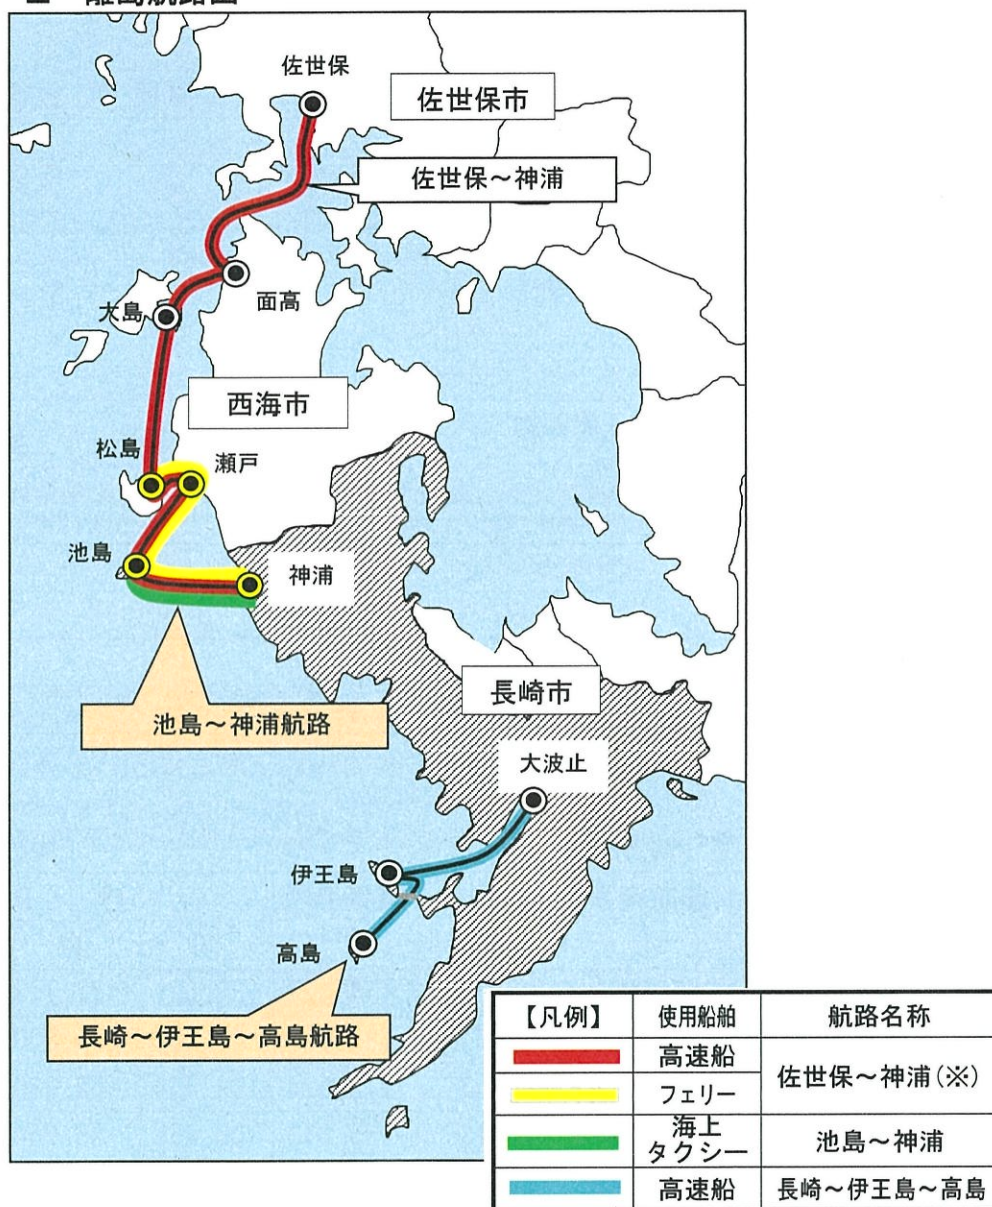 佐世保
佐世保市
佐世保～神浦
面高
大島
西海市
松島
瀬戸
池島
神浦
長崎市
池島～神浦航路
大波止
伊王島
高島
長崎～伊王島～高島航路
【凡例】 使用船舶 航路名称
高速船 佐世保～神浦(※)
フェリー
海上
タクシー 池島～神浦
高速船 長崎～伊王島～高島